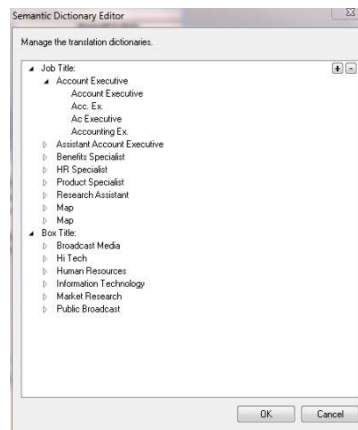 Semantic Dictionary Editor
Manage the translation dictionaries.
Job Title:
Account Executive
Account Executive
Acc. Ex.
Ac Executive
Accounting Ex.
Assistant Account Executive
Benefits Specialist
HR Specialist
Product Specialist
Research Assistant
Map
Map
Box Title:
Broadcast Media
Hi Tech
Human Resources
Information Technology
Market Research
Public Broadcast
OK Cancel